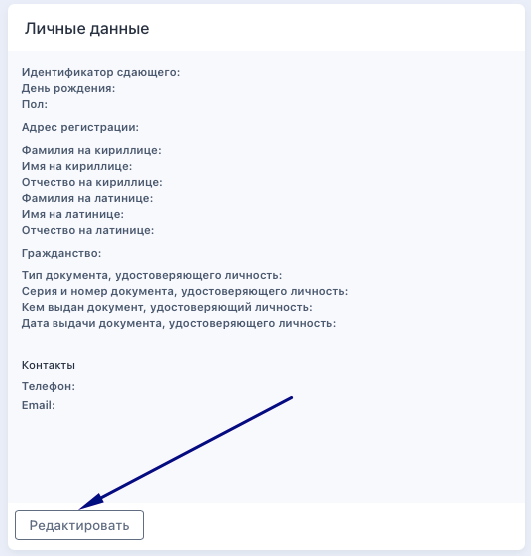 Личные данные
Идентификатор сдающего:
День рождения:
Пол:
Адрес регистрации:
Фамилия на кириллице:
Имя на кириллице:
Отчество на кириллице:
Фамилия на латинице:
Имя на латинице:
Отчество на латинице:
Гражданство:
Тип документа, удостоверяющего личность:
Серия и номер документа, удостоверяющего личность:
Кем выдан документ, удостоверяющий личность:
Дата выдачи документа, удостоверяющего личность:
Контакты
Телефон:
Email:
Редактировать